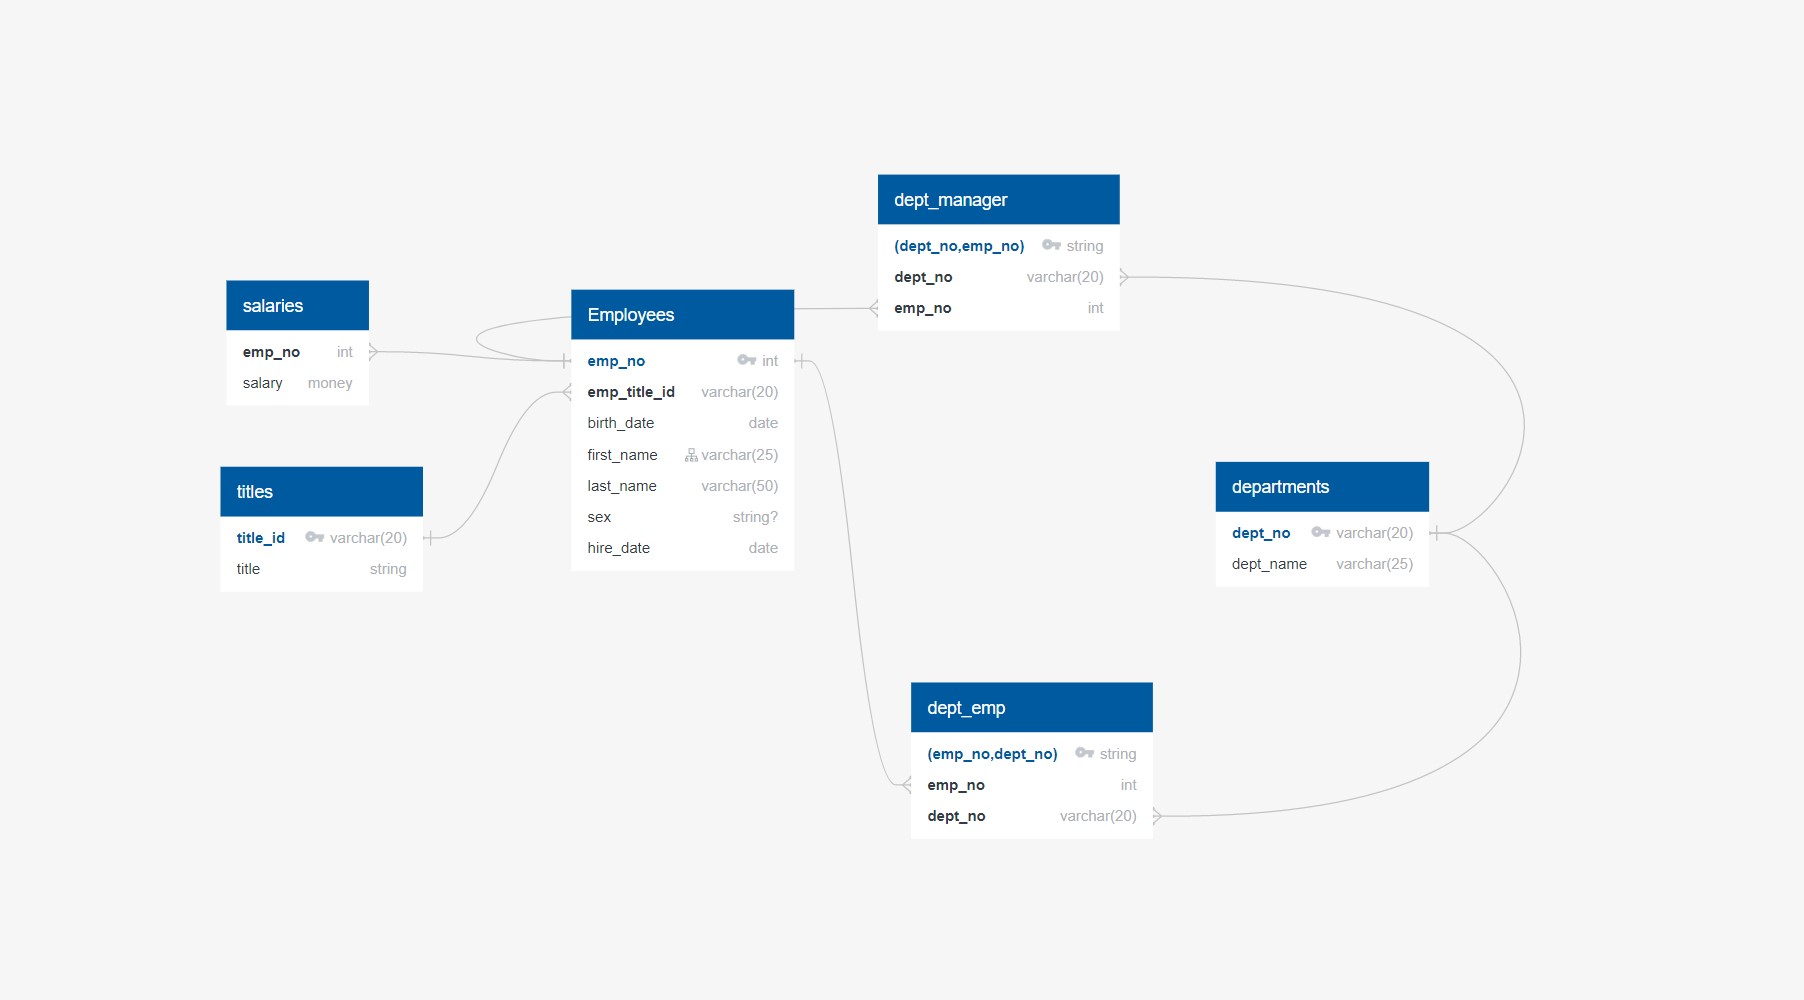 dept_manager
(dept_no,emp_no) string
dept_no varchar(20)
emp_no int
salaries
emp_no int
salary money
Employees
emp_no int
emp_title_id varchar(20)
birth_date date
first_name varchar(25)
last_name varchar(50)
sex string?
hire_date date
titles
title_id varchar(20)
title string
departments
dept_no varchar(20)
dept_name varchar(25)
dept_emp
(emp_no,dept_no) string
emp_no int
dept_no varchar(20)